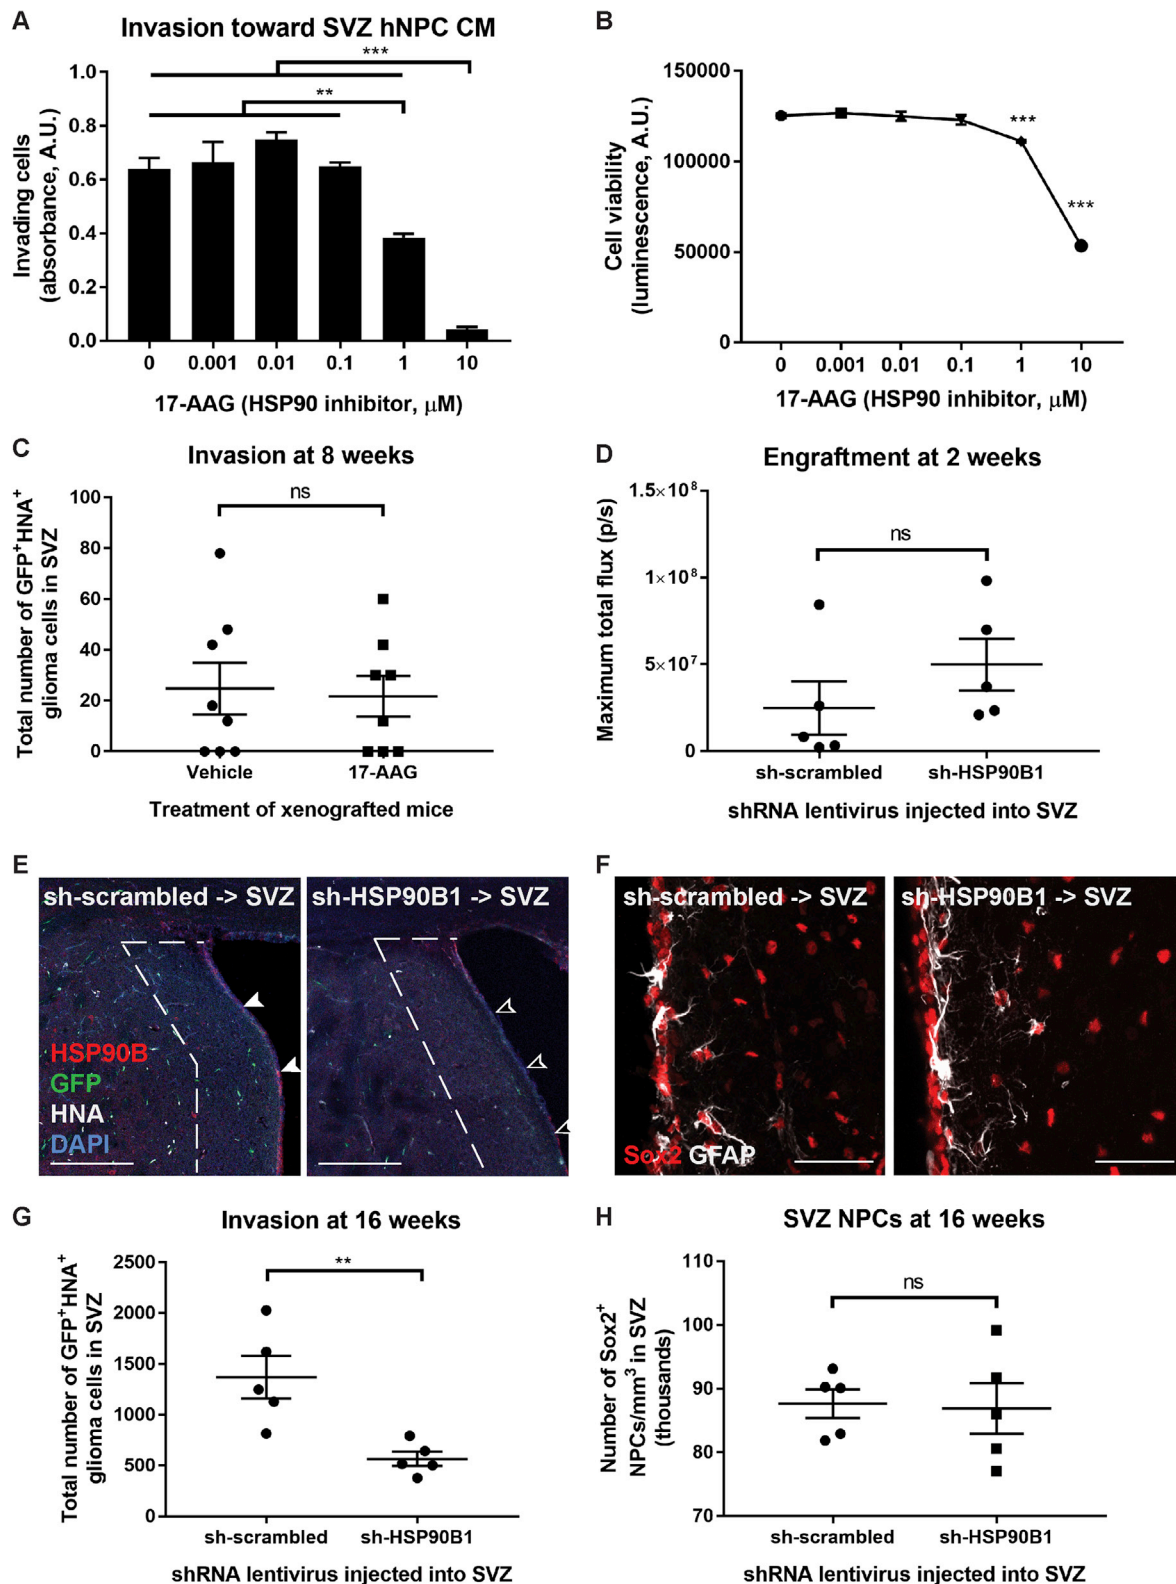 A
Invasion toward SVZ hNPC CM
***
**
1.0
0.8
0.6
0.4
0.2
0.0
Invading cells
(absorbance, A.U.)
0 0.001 0.01 0.1 1 10
17-AAG (HSP90 inhibitor, μM)
B
150000
100000
50000
0
Cell viability
(luminescence, A.U.)
***
***
0 0.001 0.01 0.1 1 10
17-AAG (HSP90 inhibitor, μM)
C
Invasion at 8 weeks
ns
100
80
60
40
20
0
Total number of GFP⁺HNA⁺
glioma cells in SVZ
Vehicle 17-AAG
Treatment of xenografted mice
D
Engraftment at 2 weeks
ns
1.5×10⁸
1×10⁸
5×10⁷
0
Maximum total flux (p/s)
sh-scrambled sh-HSP90B1
shRNA lentivirus injected into SVZ
E
sh-scrambled -> SVZ
sh-HSP90B1 -> SVZ
HSP90B
GFP
HNA
DAPI
F
sh-scrambled -> SVZ
sh-HSP90B1 -> SVZ
Sox2 GFAP
G
Invasion at 16 weeks
**
2500
2000
1500
1000
500
0
Total number of GFP⁺HNA⁺
glioma cells in SVZ
sh-scrambled sh-HSP90B1
shRNA lentivirus injected into SVZ
H
SVZ NPCs at 16 weeks
ns
110
100
90
80
70
Number of Sox2⁺
NPCs/mm³ in SVZ
(thousands)
sh-scrambled sh-HSP90B1
shRNA lentivirus injected into SVZ